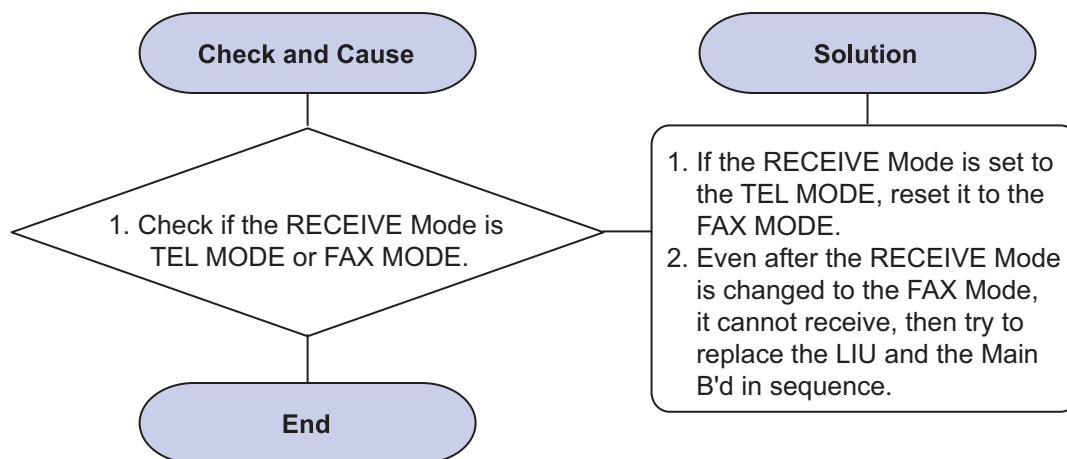 Check and Cause
1. Check if the RECEIVE Mode is
TEL MODE or FAX MODE.
End
Solution
1. If the RECEIVE Mode is set to
the TEL MODE, reset it to the
FAX MODE.
2. Even after the RECEIVE Mode
is changed to the FAX Mode,
it cannot receive, then try to
replace the LIU and the Main
B'd in sequence.